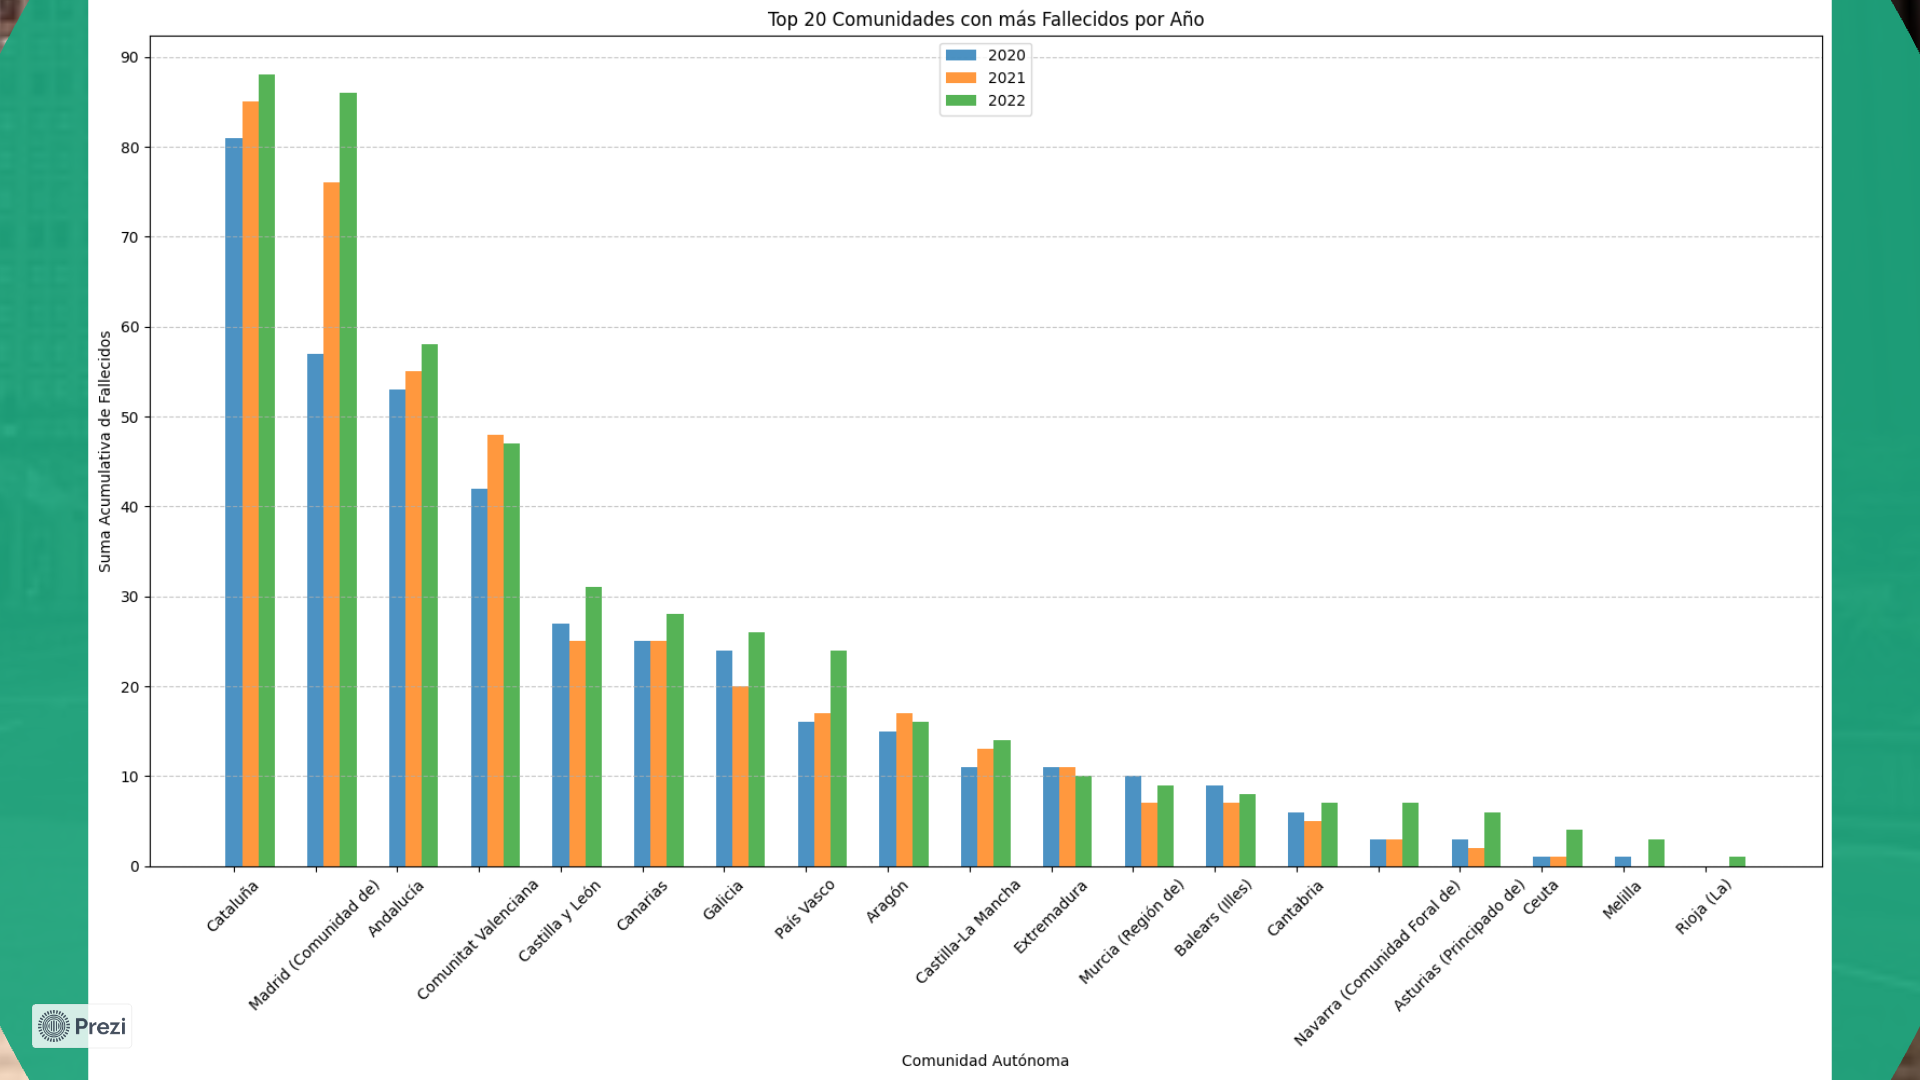 Top 20 Comunidades con más Fallecidos por Año
2020
2021
2022
90
80
70
60
50
40
30
20
10
0
Suma Acumulativa de Fallecidos
Cataluña
Madrid (Comunidad de)
Andalucía
Comunitat Valenciana
Castilla y León
Canarias
Galicia
País Vasco
Aragón
Castilla-La Mancha
Extremadura
Murcia (Región de)
Balears (Illes)
Cantabria
Navarra (Comunidad Foral de)
Asturias (Principado de)
Ceuta
Melilla
Rioja (La)
Comunidad Autónoma
Prezi